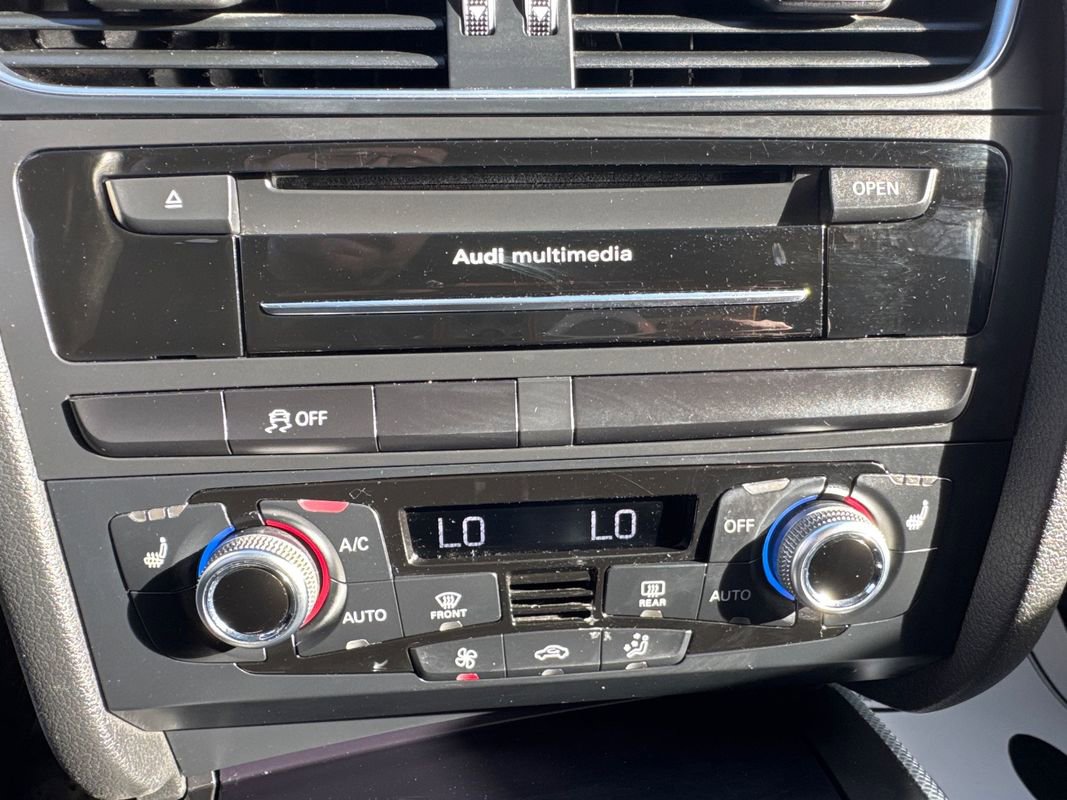 OPEN
Audi multimedia
OFF
LO LO
A/C
OFF
AUTO
AUTO
FRONT
REAR